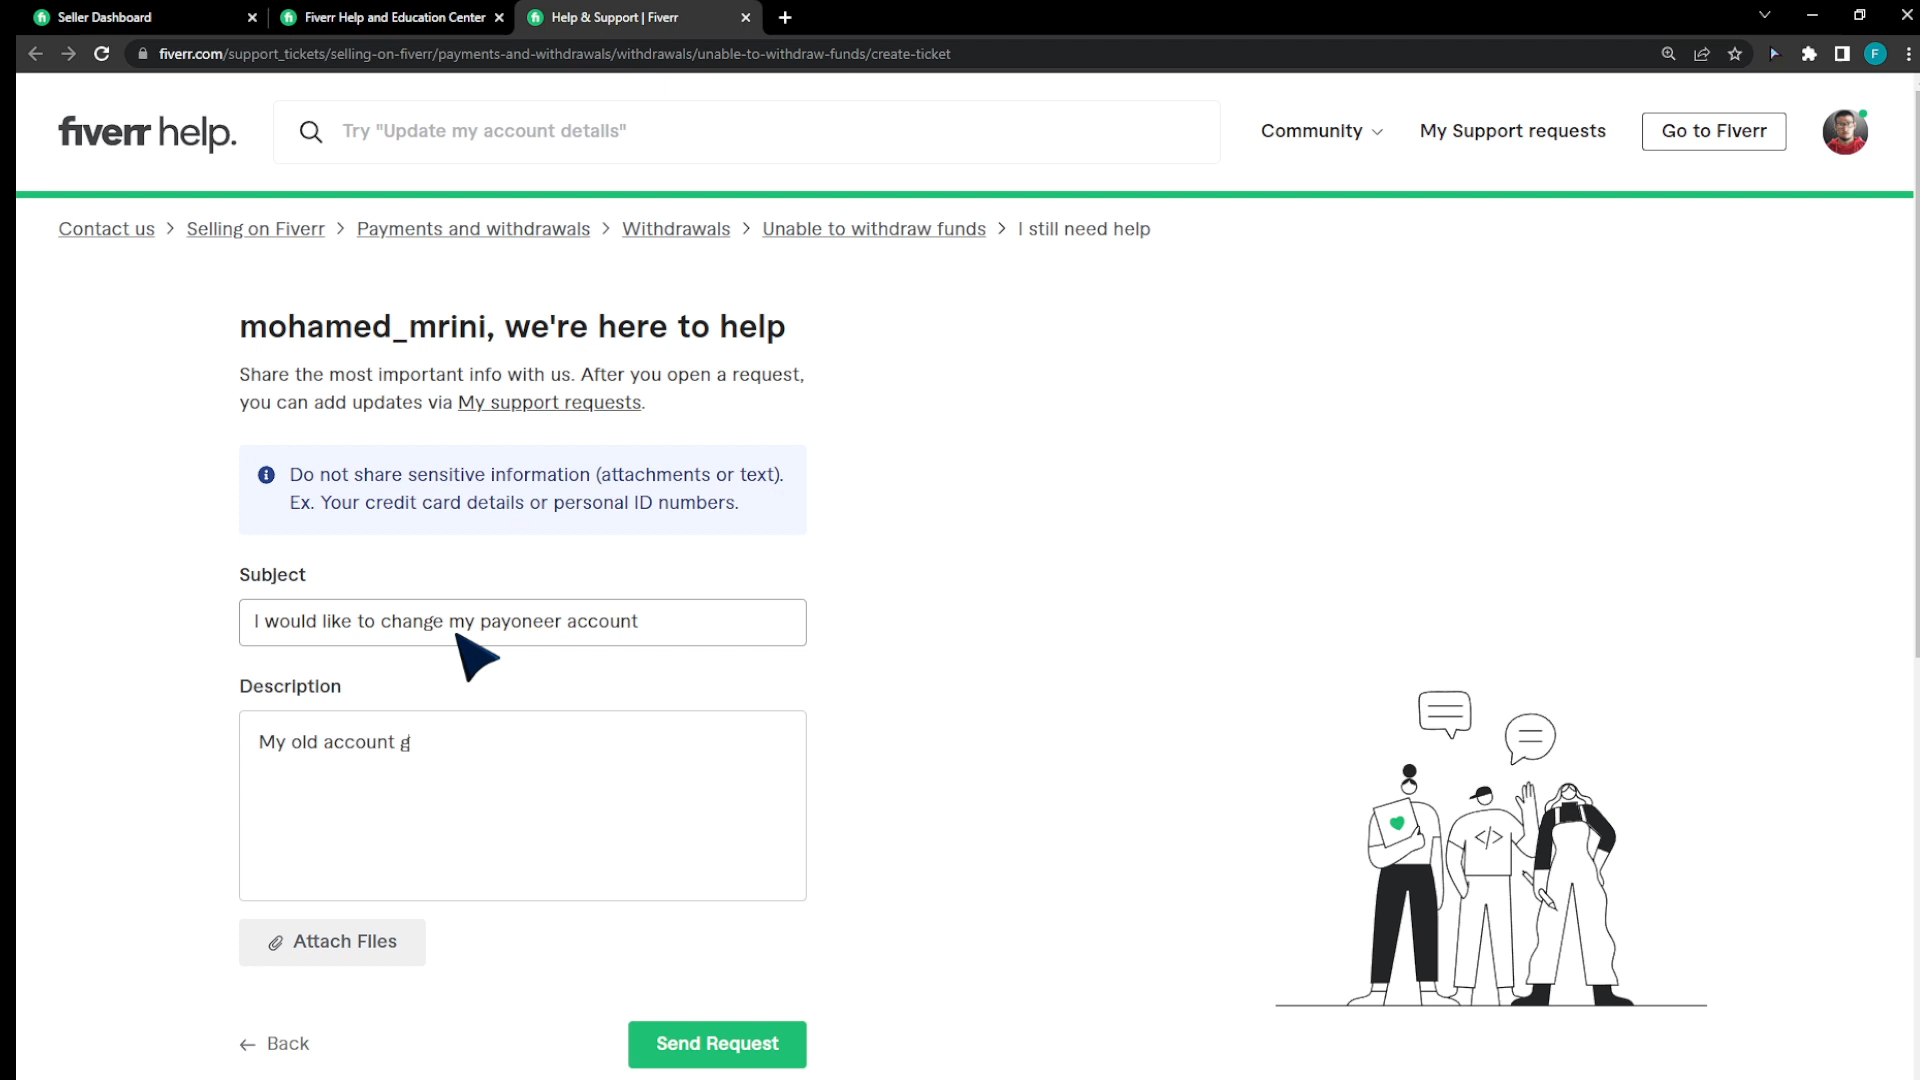 Seller Dashboard
Fiverr Help and Education Center
Help & Support | Fiverr
fiverr.com/support_tickets/selling-on-fiverr/payments-and-withdrawals/withdrawals/unable-to-withdraw-funds/create-ticket
F
fiverr help.
Try "Update my account details"
Community
My Support requests
Go to Fiverr
Contact us > Selling on Fiverr > Payments and withdrawals > Withdrawals > Unable to withdraw funds > I still need help
mohamed_mrini, we're here to help
Share the most important info with us. After you open a request,
you can add updates via My support requests.
Do not share sensitive information (attachments or text).
Ex. Your credit card details or personal ID numbers.
Subject
I would like to change my payoneer account
Description
My old account g
Attach Files
</>
← Back
Send Request